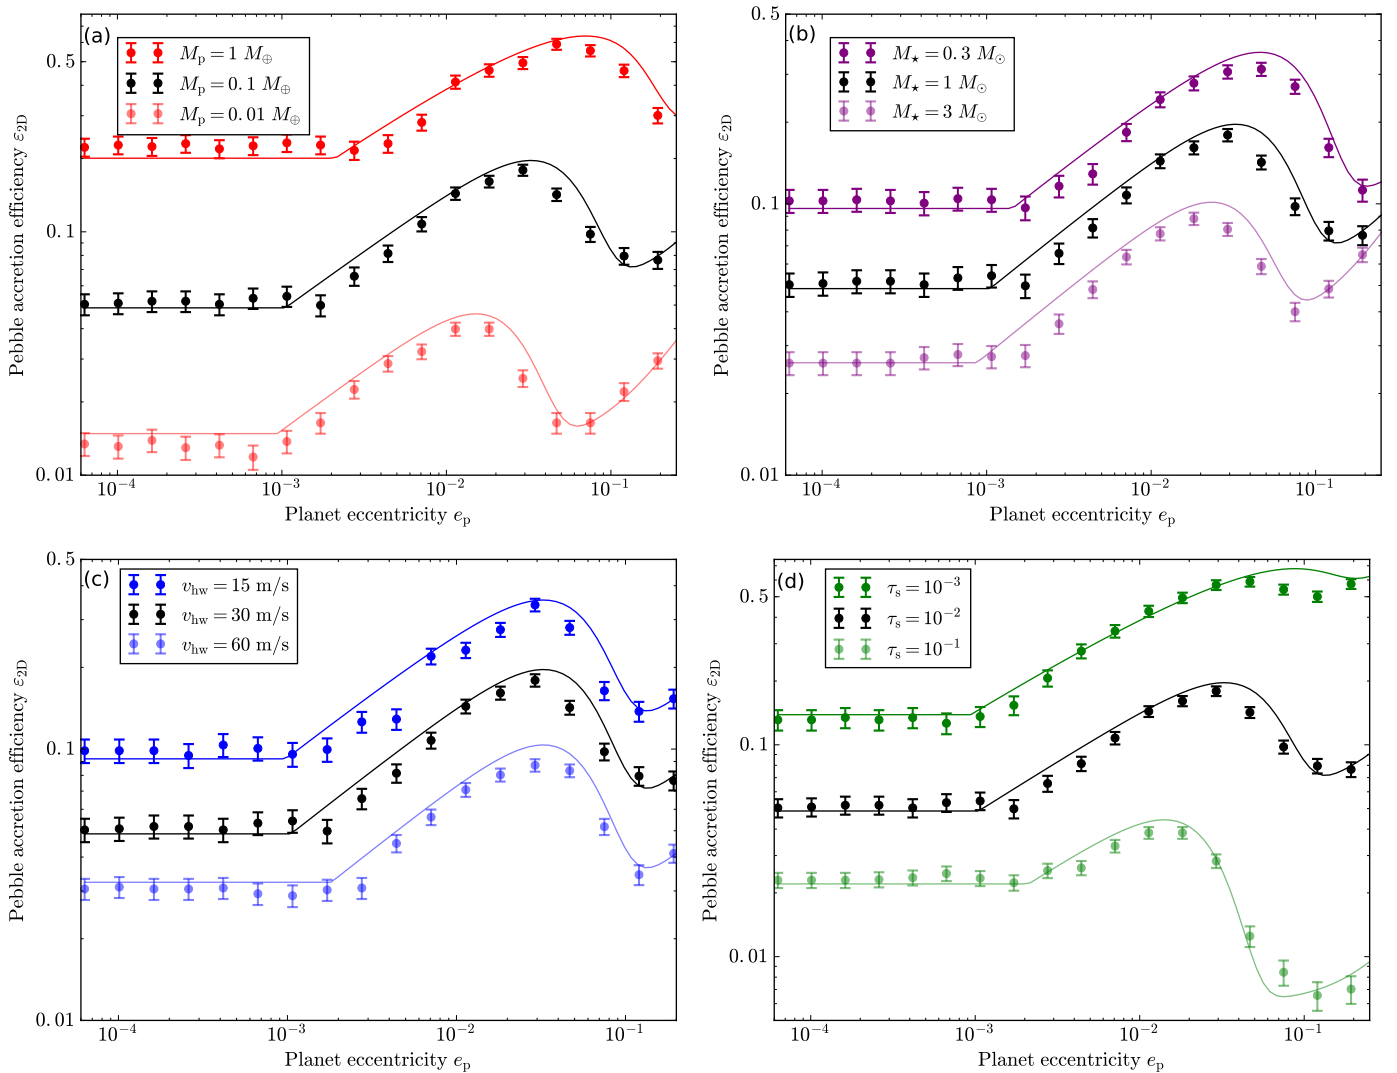 (a)
M_p = 1 M_⊕
M_p = 0.1 M_⊕
M_p = 0.01 M_⊕
0.5
0.1
0.01
Pebble accretion efficiency ε_2D
10^−4 10^−3 10^−2 10^−1
Planet eccentricity e_p
(b)
M_⋆ = 0.3 M_⊙
M_⋆ = 1 M_⊙
M_⋆ = 3 M_⊙
0.5
0.1
0.01
Pebble accretion efficiency ε_2D
10^−4 10^−3 10^−2 10^−1
Planet eccentricity e_p
(c)
v_hw = 15 m/s
v_hw = 30 m/s
v_hw = 60 m/s
0.5
0.1
0.01
Pebble accretion efficiency ε_2D
10^−4 10^−3 10^−2 10^−1
Planet eccentricity e_p
(d)
τ_s = 10^−3
τ_s = 10^−2
τ_s = 10^−1
0.5
0.1
0.01
Pebble accretion efficiency ε_2D
10^−4 10^−3 10^−2 10^−1
Planet eccentricity e_p